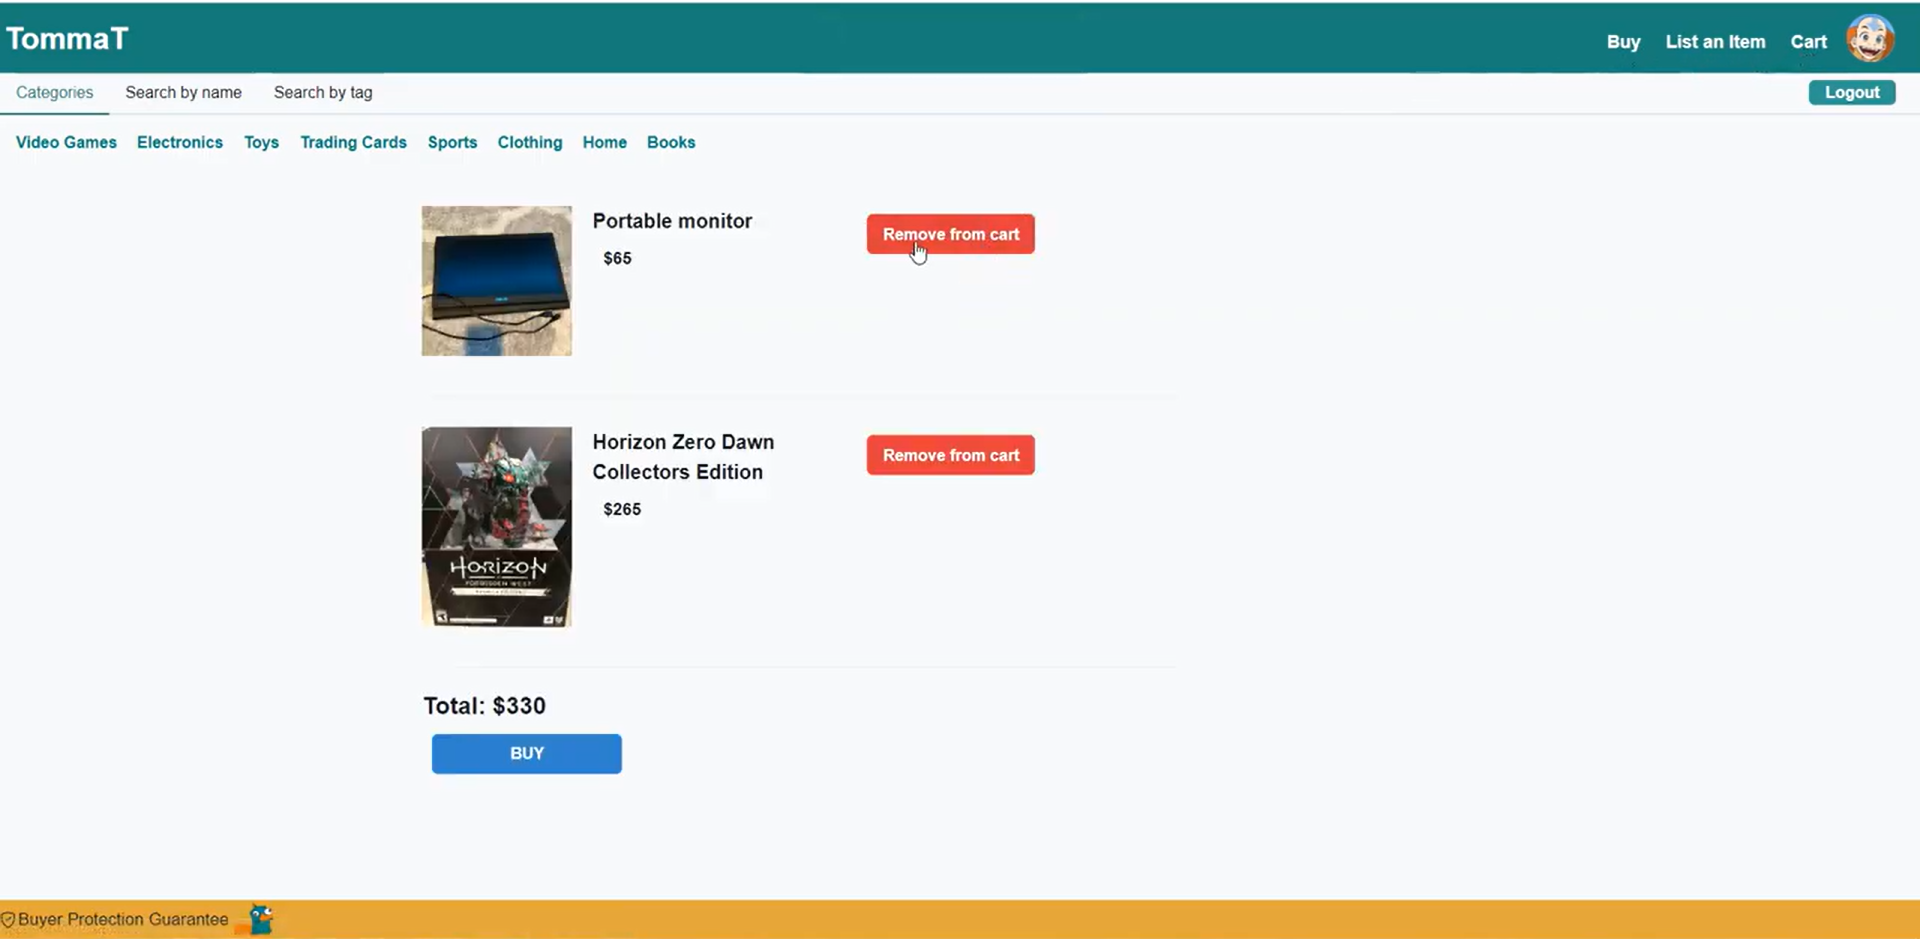 TommaT
Buy List an Item Cart
Categories Search by name Search by tag
Logout
Video Games Electronics Toys Trading Cards Sports Clothing Home Books
Portable monitor
$65
Remove from cart
Horizon Zero Dawn
Collectors Edition
$265
Remove from cart
HORIZON
FORBIDDEN WEST
Total: $330
BUY
Buyer Protection Guarantee